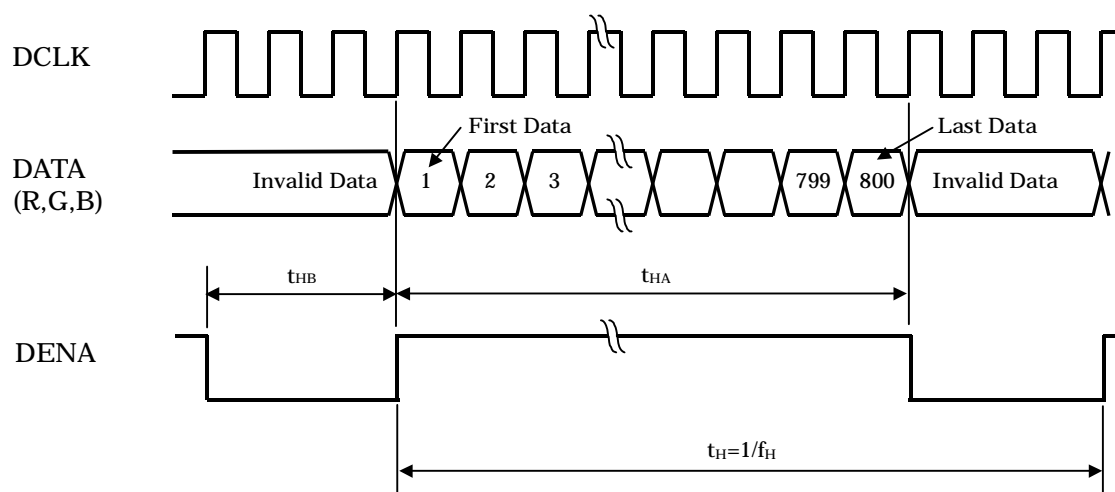 DCLK
First Data
Last Data
DATA
(R,G,B)
Invalid Data 1 2 3 799 800 Invalid Data
tHB
tHA
DENA
tH=1/fH